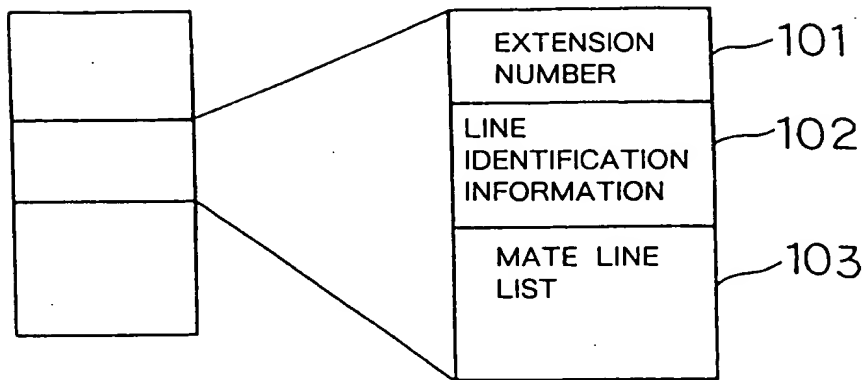 EXTENSION
NUMBER
101
LINE
IDENTIFICATION
INFORMATION
102
MATE LINE
LIST
103